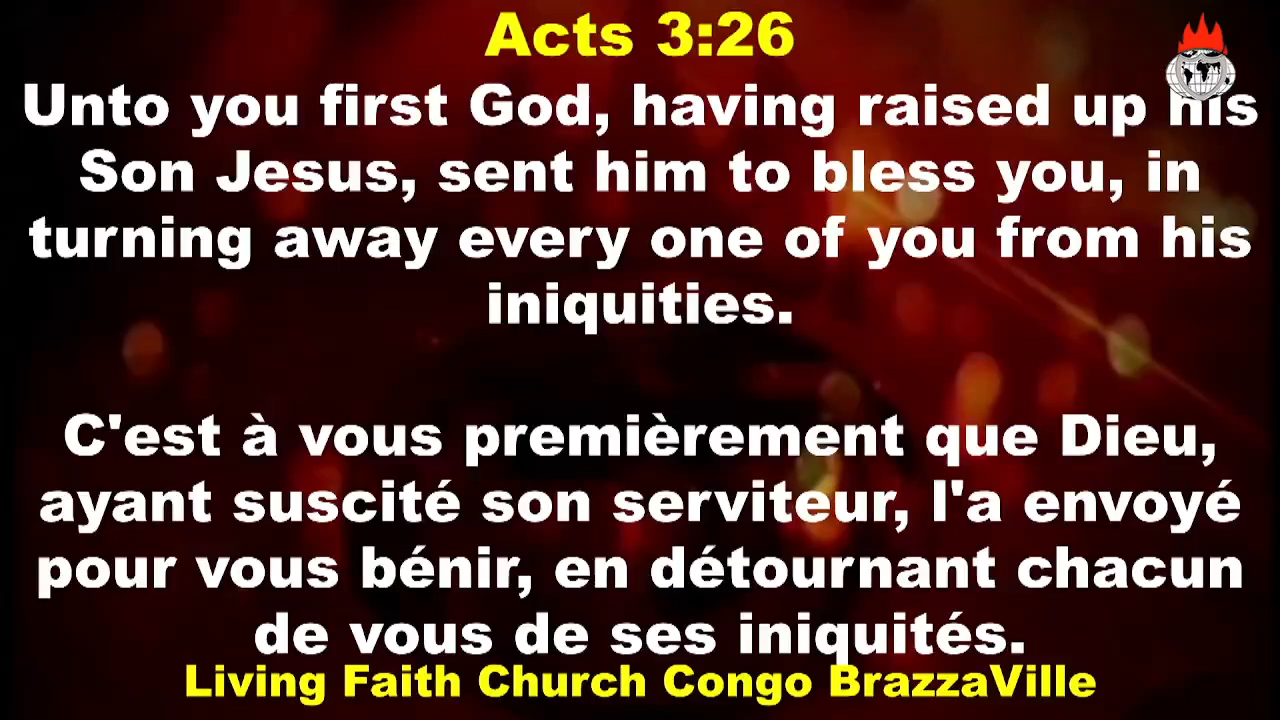 Acts 3:26
Unto you first God, having raised up his
Son Jesus, sent him to bless you, in
turning away every one of you from his
iniquities.
C'est à vous premièrement que Dieu,
ayant suscité son serviteur, l'a envoyé
pour vous bénir, en détournant chacun
de vous de ses iniquités.
Living Faith Church Congo BrazzaVille